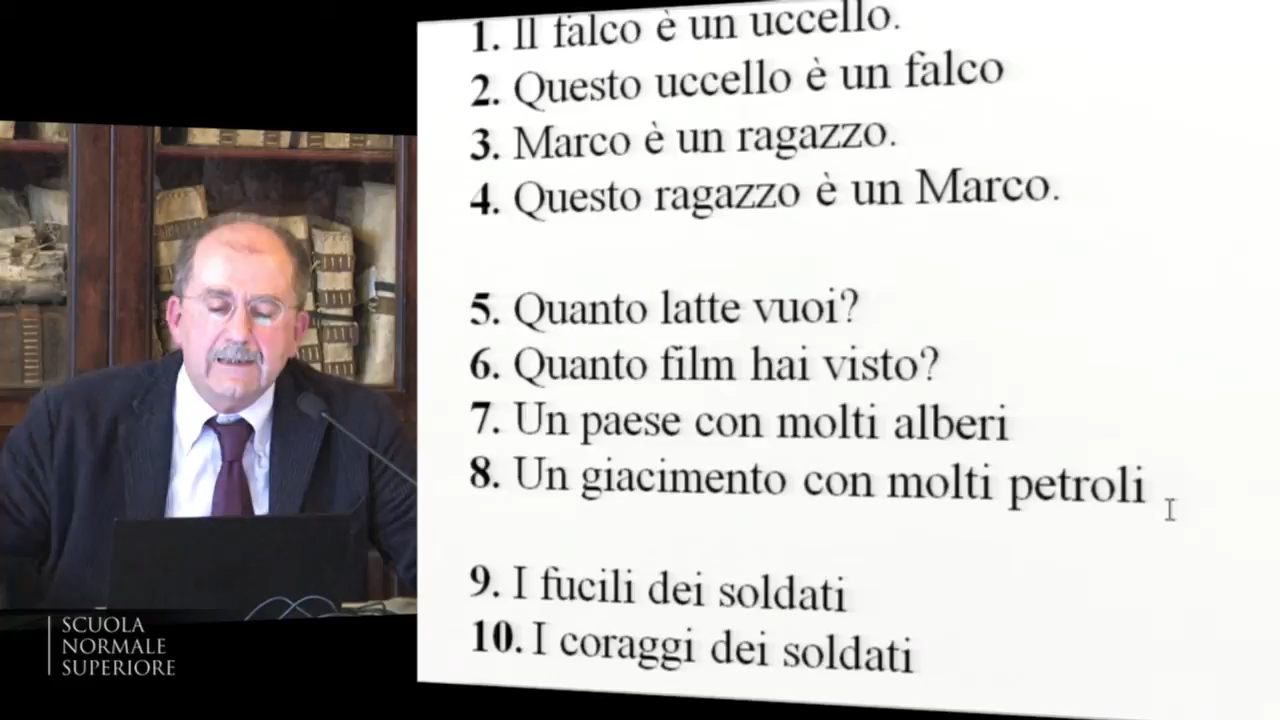 1. Il falco è un uccello.
2. Questo uccello è un falco
3. Marco è un ragazzo.
4. Questo ragazzo è un Marco.
5. Quanto latte vuoi?
6. Quanto film hai visto?
7. Un paese con molti alberi
8. Un giacimento con molti petroli
9. I fucili dei soldati
10. I coraggi dei soldati
SCUOLA
NORMALE
SUPERIORE